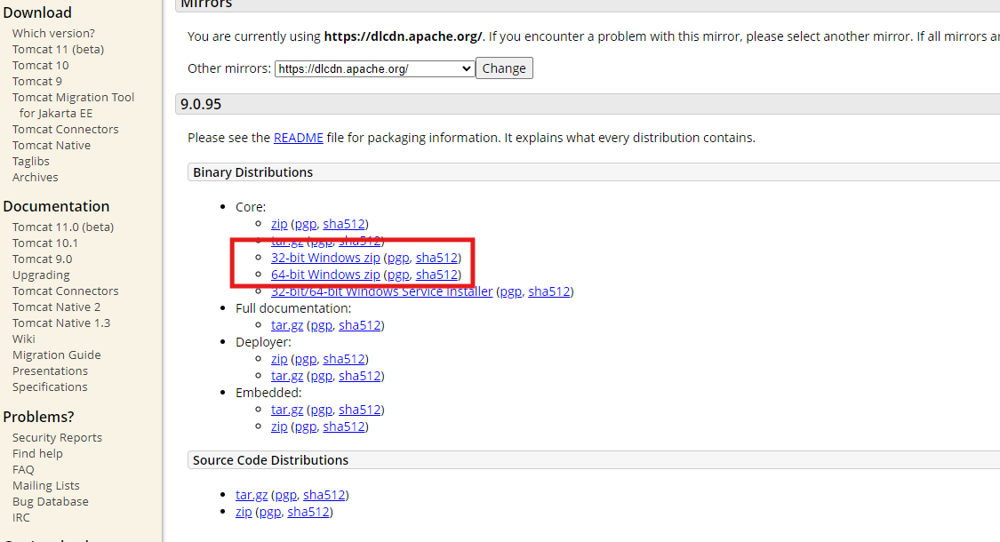 Download
Which version?
Tomcat 11 (beta)
Tomcat 10
Tomcat 9
Tomcat Migration Tool
for Jakarta EE
Tomcat Connectors
Tomcat Native
Taglibs
Archives
Documentation
Tomcat 11.0 (beta)
Tomcat 10.1
Tomcat 9.0
Upgrading
Tomcat Connectors
Tomcat Native 2
Tomcat Native 1.3
Wiki
Migration Guide
Presentations
Specifications
Problems?
Security Reports
Find help
FAQ
Mailing Lists
Bug Database
IRC
Mirrors
You are currently using https://dlcdn.apache.org/. If you encounter a problem with this mirror, please select another mirror. If all mirrors
Other mirrors: https://dlcdn.apache.org/ Change
9.0.95
Please see the README file for packaging information. It explains what every distribution contains.
Binary Distributions
Core:
zip (pgp, sha512)
tar.gz (pgp, sha512)
32-bit Windows zip (pgp, sha512)
64-bit Windows zip (pgp, sha512)
32-bit/64-bit Windows Service Installer (pgp, sha512)
Full documentation:
tar.gz (pgp, sha512)
Deployer:
zip (pgp, sha512)
tar.gz (pgp, sha512)
Embedded:
tar.gz (pgp, sha512)
zip (pgp, sha512)
Source Code Distributions
tar.gz (pgp, sha512)
zip (pgp, sha512)